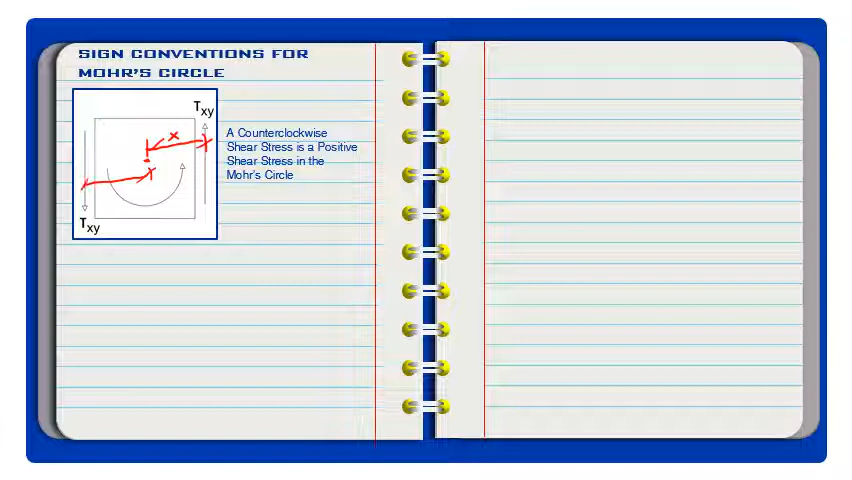 SIGN CONVENTIONS FOR
MOHR'S CIRCLE
Txy
x
A Counterclockwise
Shear Stress is a Positive
Shear Stress in the
Mohr's Circle
x
Txy